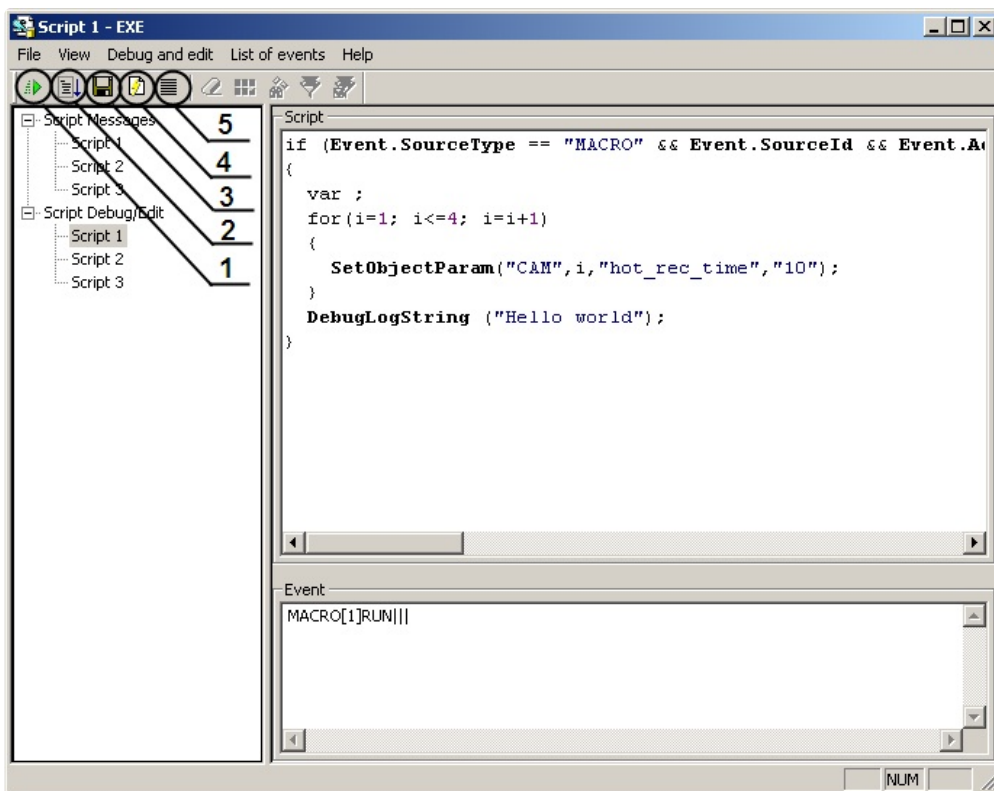 Script 1 - EXE
File View Debug and edit List of events Help
5
4
3
2
1
Script Messages
Script 1
Script 2
Script 3
Script Debug/Edit
Script 1
Script 2
Script 3
Script
if (Event.SourceType == "MACRO" && Event.SourceId && Event.A
{
var ;
for(i=1; i<=4; i=i+1)
{
SetObjectParam("CAM",i,"hot_rec_time","10");
}
DebugLogString ("Hello world");
}
Event
MACRO[1]RUN|||
NUM